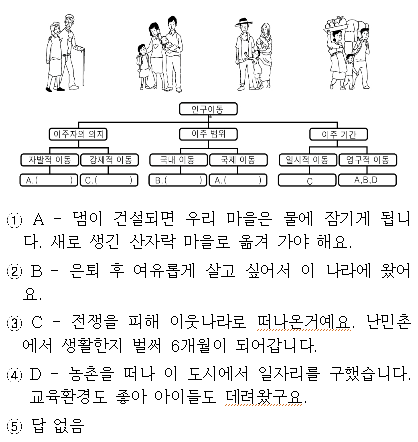 인구이동
이주자의 의지 이주 범위 이주 기간
자발적 이동 강제적 이동 국내 이동 국제 이동 일시적 이동 영구적 이동
A,( ) C,( ) B,( ) A,( ) C A,B,D
① A - 댐이 건설되면 우리 마을은 물에 잠기게 됩니
다. 새로 생긴 산자락 마을로 옮겨 가야 해요.
② B - 은퇴 후 여유롭게 살고 싶어서 이 나라에 왔어
요.
③ C - 전쟁을 피해 이웃나라로 떠나온거예요. 난민촌
에서 생활한지 벌써 6개월이 되어갑니다.
④ D - 농촌을 떠나 이 도시에서 일자리를 구했습니다.
교육환경도 좋아 아이들도 데려왔구요.
⑤ 답 없음